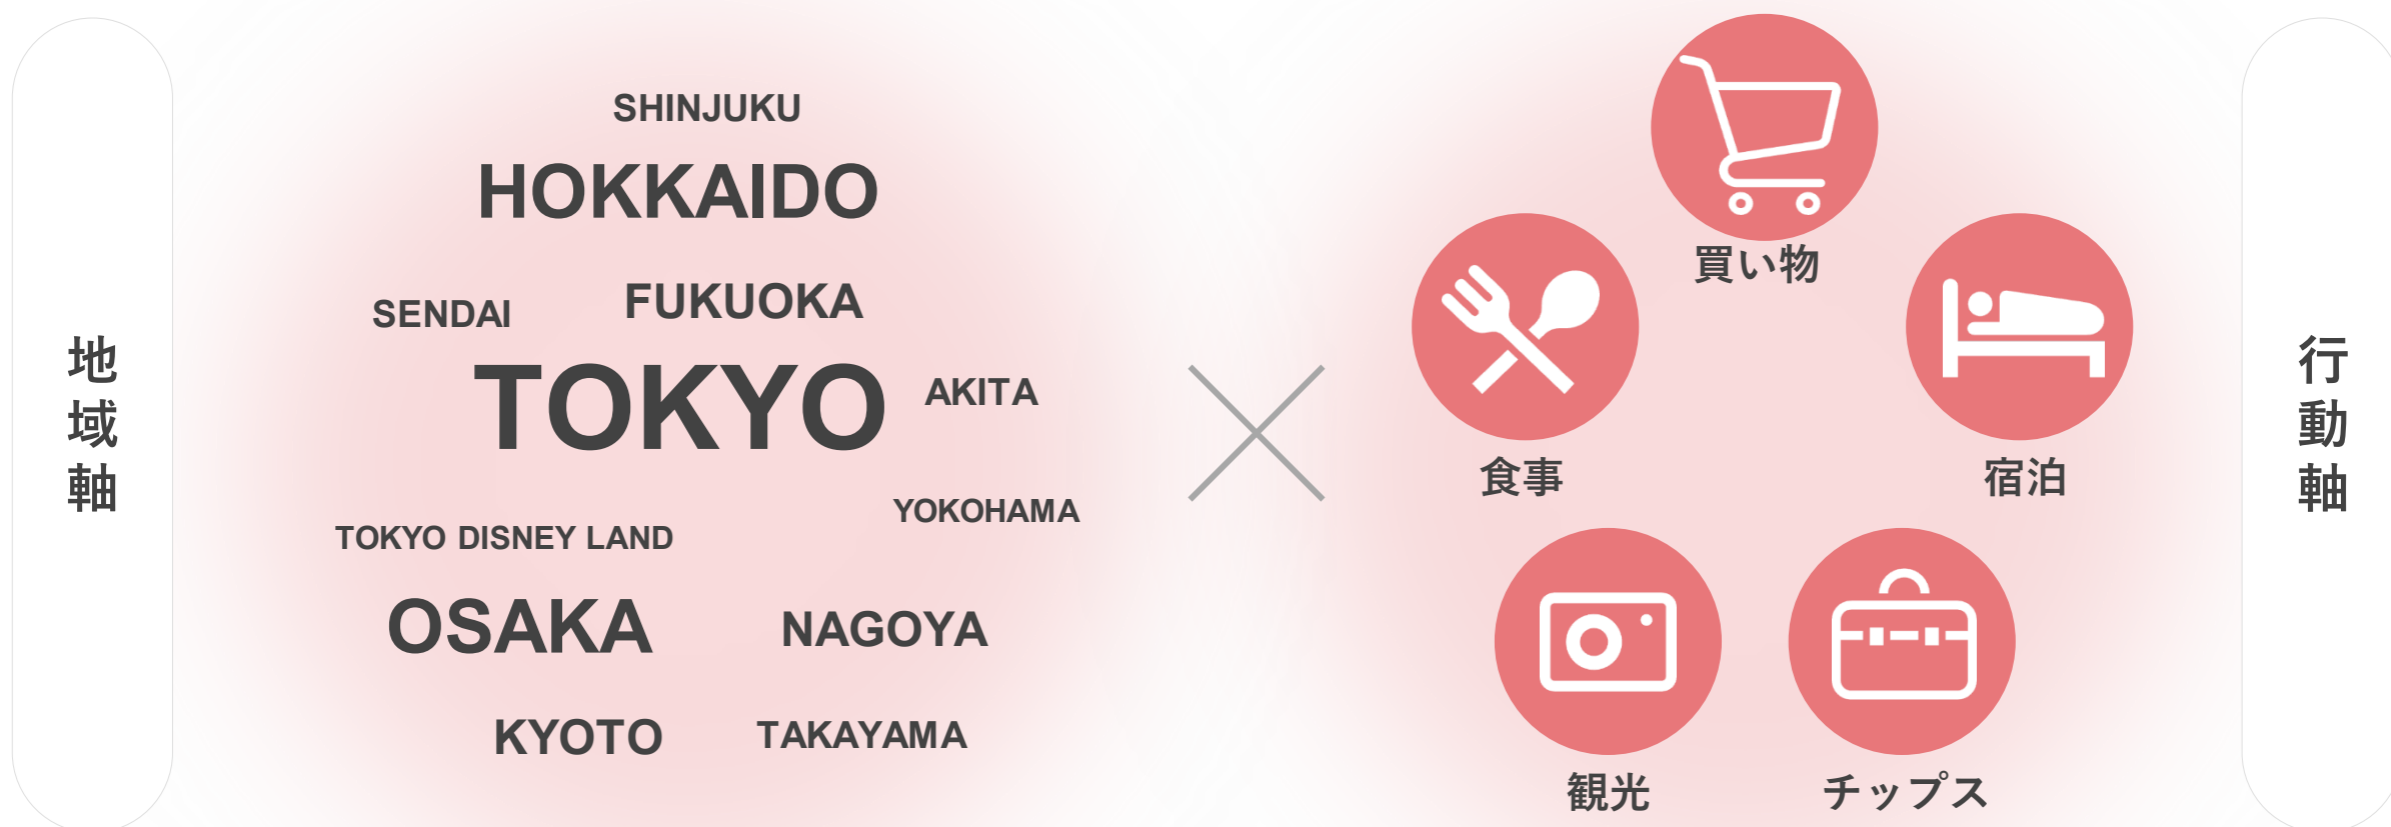 地域軸
SHINJUKU
HOKKAIDO
SENDAI
FUKUOKA
TOKYO
AKITA
YOKOHAMA
TOKYO DISNEY LAND
OSAKA
NAGOYA
KYOTO
TAKAYAMA
買い物
食事
宿泊
観光
チップス
行動軸